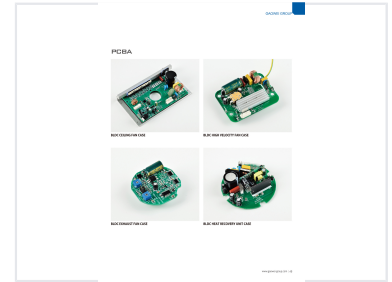 PCBA
BLDC CEILING FAN CASE
BLDC HIGH VELOCITY FAN CASE
BLDC EXHAUST FAN CASE
BLDC HEAT RECOVERY UNIT CASE